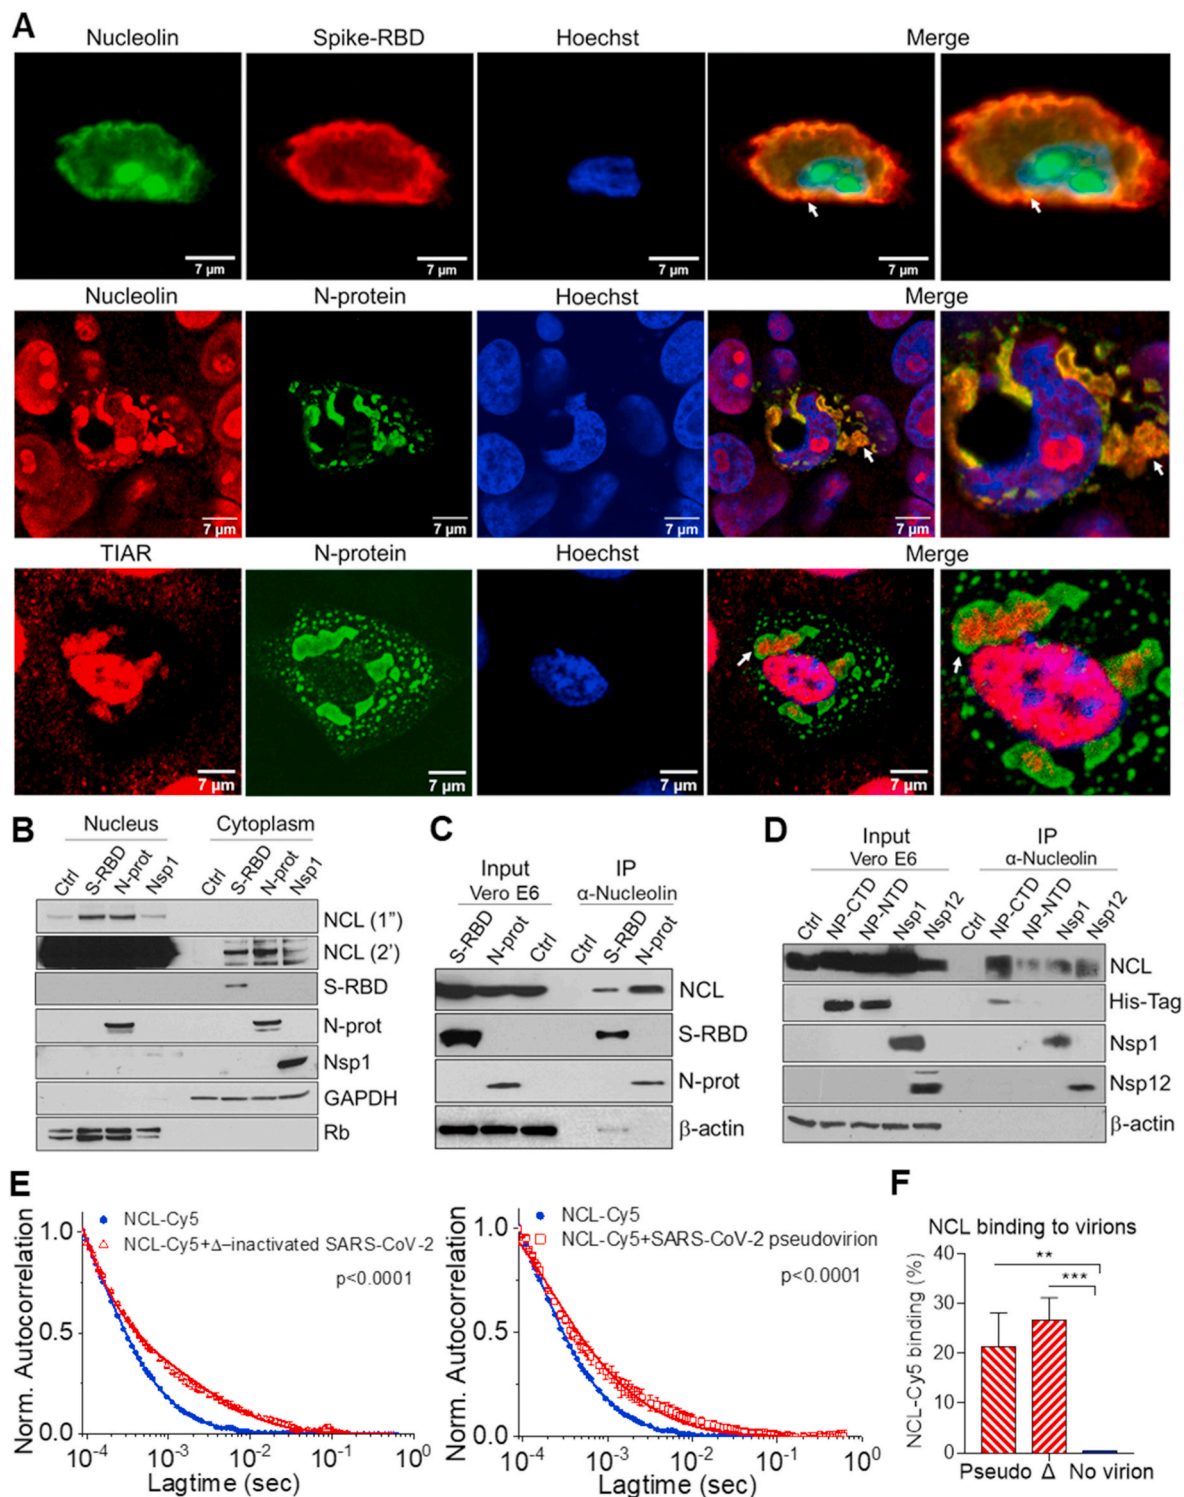 A
Nucleolin Spike-RBD Hoechst Merge
7 µm 7 µm 7 µm 7 µm
Nucleolin N-protein Hoechst Merge
7 µm 7 µm 7 µm 7 µm
TIAR N-protein Hoechst Merge
7 µm 7 µm 7 µm 7 µm
B
Nucleus Cytoplasm
Ctrl S-RBD N-prot Nsp1 Ctrl S-RBD N-prot Nsp1
NCL (1")
NCL (2')
S-RBD
N-prot
Nsp1
GAPDH
Rb
C
Input IP
Vero E6 α-Nucleolin
S-RBD N-prot Ctrl Ctrl S-RBD N-prot
NCL
S-RBD
N-prot
β-actin
D
Input IP
Vero E6 α-Nucleolin
Ctrl NP-CTD NP-NTD Nsp1 Nsp12 Ctrl NP-CTD NP-NTD Nsp1 Nsp12
NCL
His-Tag
Nsp1
Nsp12
β-actin
E
Norm. Autocorrelation
1.0
0.5
0.0
NCL-Cy5
NCL-Cy5+Δ–inactivated SARS-CoV-2
p<0.0001
10⁻⁴ 10⁻³ 10⁻² 10⁻¹ 10⁰
Lagtime (sec)
Norm. Autocorrelation
1.0
0.5
0.0
NCL-Cy5
NCL-Cy5+SARS-CoV-2 pseudovirion
p<0.0001
10⁻⁴ 10⁻³ 10⁻² 10⁻¹ 10⁰
Lagtime (sec)
F
NCL binding to virions
NCL-Cy5 binding (%)
40
30
20
10
0
**
***
Pseudo Δ No virion